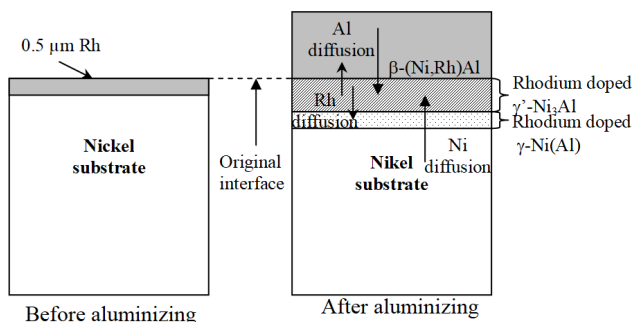 0.5 µm Rh
Nickel
substrate
Before aluminizing
Original
interface
Al
diffusion
β-(Ni,Rh)Al
Rh
diffusion
Nikel
substrate
Ni
diffusion
After aluminizing
Rhodium doped
γ’-Ni₃Al
Rhodium doped
γ-Ni(Al)